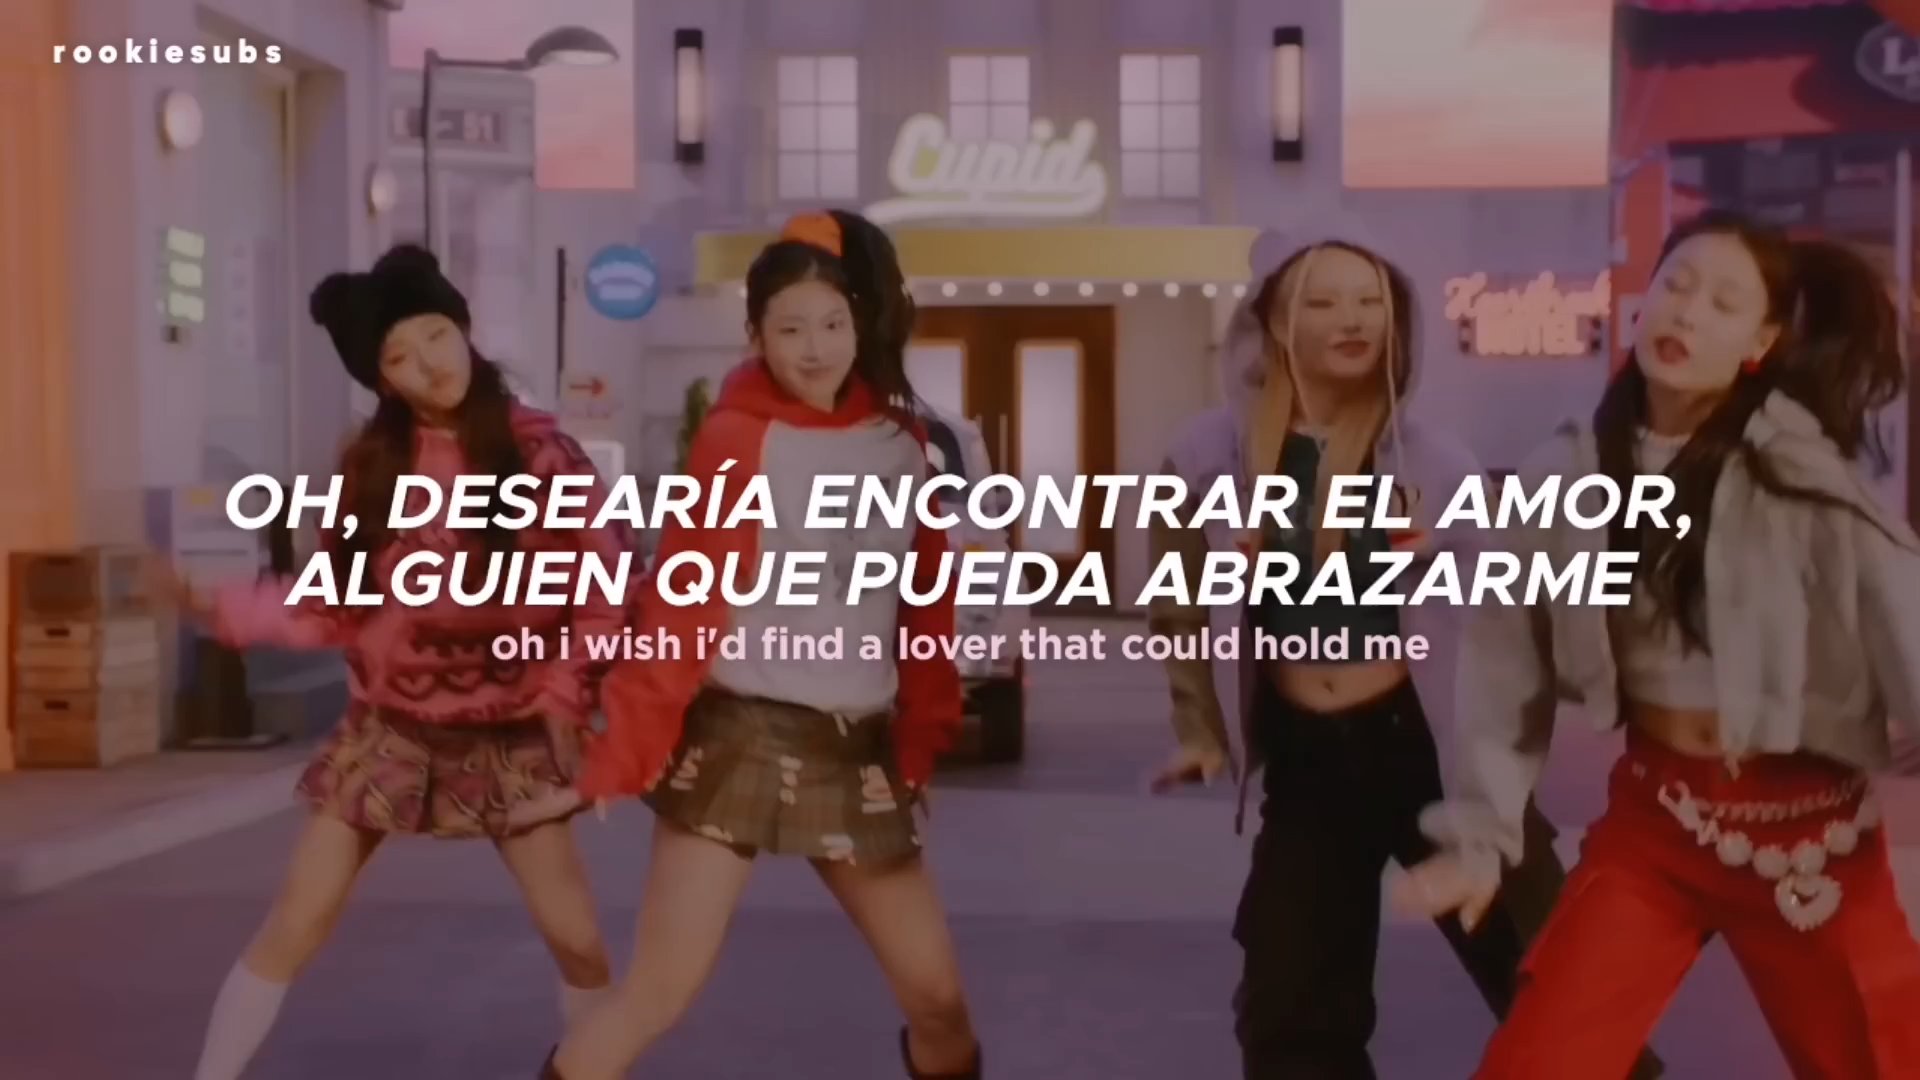 rookiesubs
Cupid
HOTEL
OH, DESEARÍA ENCONTRAR EL AMOR,
ALGUIEN QUE PUEDA ABRAZARME
oh i wish i'd find a lover that could hold me